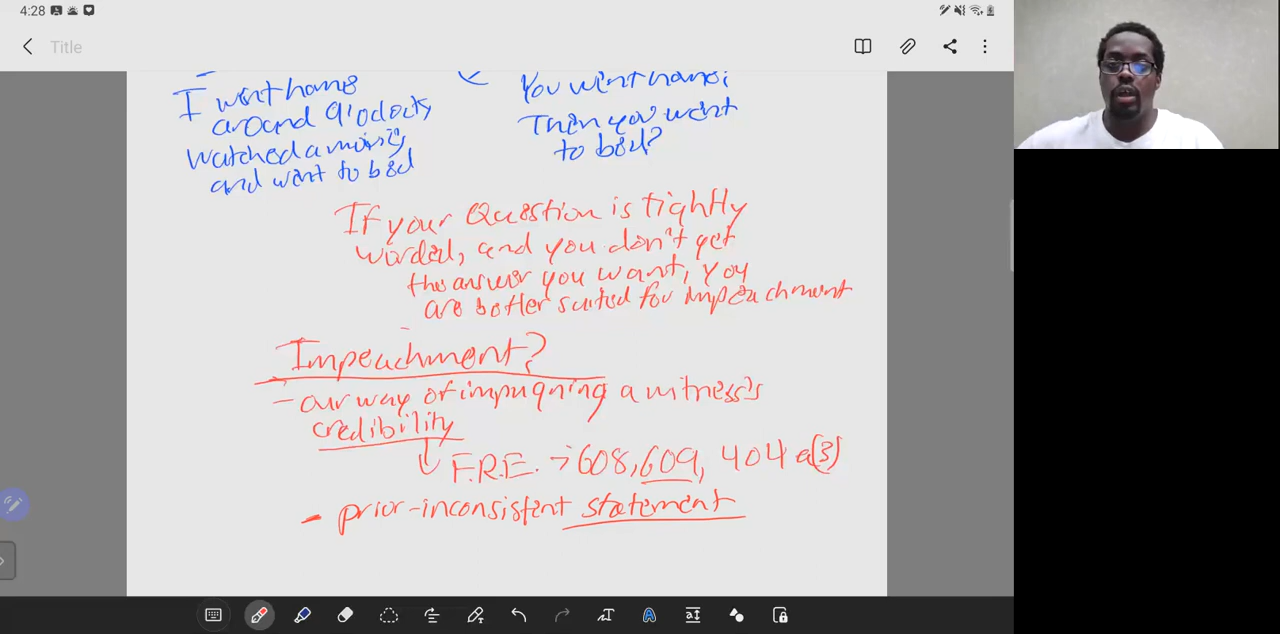 4:28
Title
I went home
around 9'oclock,
watched a movie,
and went to bed
You went home;
Then you went
to bed?
If your Question is tightly
worded, and you don't get
the answer you want, you
are better suited for impeachment
Impeachment?
- our way of impugning a witness's
credibility
F.R.E. → 608, 609, 404 a(3)
- prior-inconsistent statement